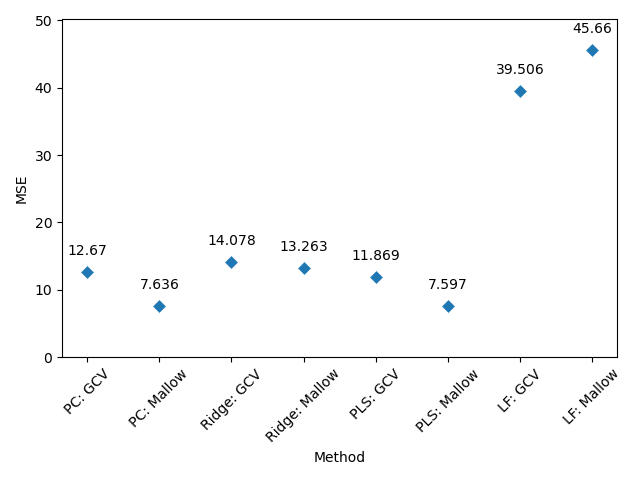 50
45.66
40
39.506
30
MSE
20
14.078
13.263
12.67
11.869
10
7.636
7.597
0
PC: GCV
PC: Mallow
Ridge: GCV
Ridge: Mallow
PLS: GCV
PLS: Mallow
LF: GCV
LF: Mallow
Method